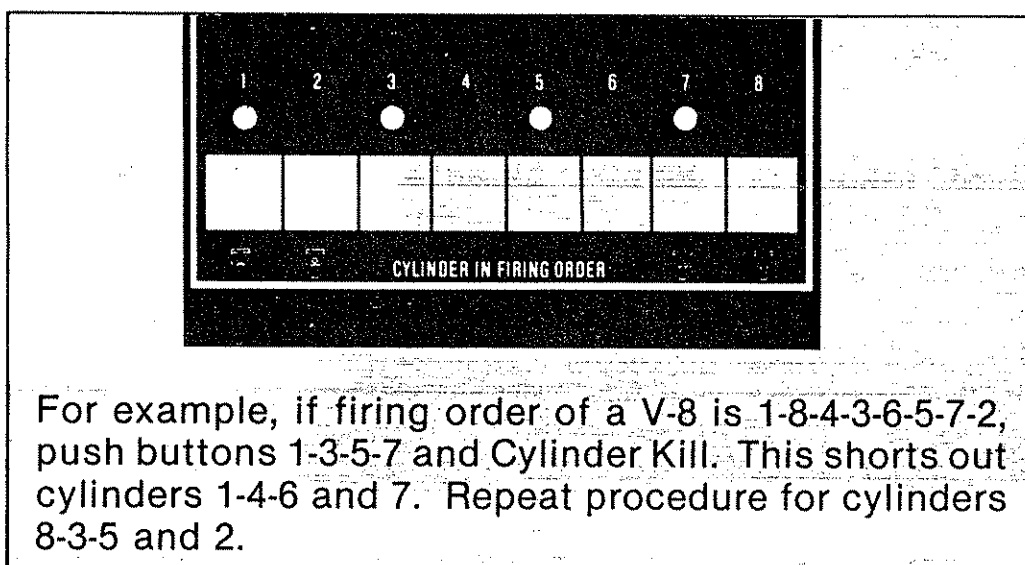 1 2 3 4 5 6 7 8
CYLINDER IN FIRING ORDER
For example, if firing order of a V-8 is 1-8-4-3-6-5-7-2,
push buttons 1-3-5-7 and Cylinder Kill. This shorts out
cylinders 1-4-6 and 7. Repeat procedure for cylinders
8-3-5 and 2.